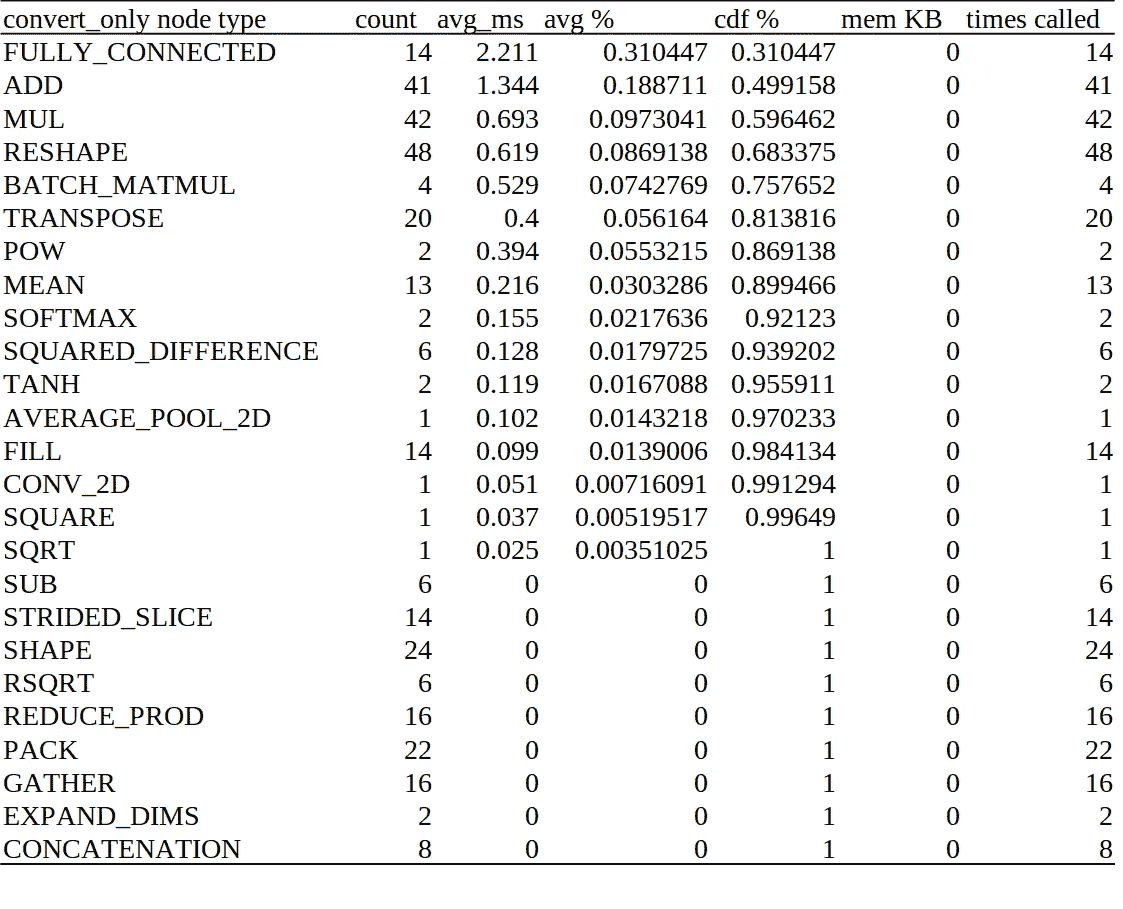 convert_only node type count avg_ms avg % cdf % mem KB times called
FULLY_CONNECTED 14 2.211 0.310447 0.310447 0 14
ADD 41 1.344 0.188711 0.499158 0 41
MUL 42 0.693 0.0973041 0.596462 0 42
RESHAPE 48 0.619 0.0869138 0.683375 0 48
BATCH_MATMUL 4 0.529 0.0742769 0.757652 0 4
TRANSPOSE 20 0.4 0.056164 0.813816 0 20
POW 2 0.394 0.0553215 0.869138 0 2
MEAN 13 0.216 0.0303286 0.899466 0 13
SOFTMAX 2 0.155 0.0217636 0.92123 0 2
SQUARED_DIFFERENCE 6 0.128 0.0179725 0.939202 0 6
TANH 2 0.119 0.0167088 0.955911 0 2
AVERAGE_POOL_2D 1 0.102 0.0143218 0.970233 0 1
FILL 14 0.099 0.0139006 0.984134 0 14
CONV_2D 1 0.051 0.00716091 0.991294 0 1
SQUARE 1 0.037 0.00519517 0.99649 0 1
SQRT 1 0.025 0.00351025 1 0 1
SUB 6 0 0 1 0 6
STRIDED_SLICE 14 0 0 1 0 14
SHAPE 24 0 0 1 0 24
RSQRT 6 0 0 1 0 6
REDUCE_PROD 16 0 0 1 0 16
PACK 22 0 0 1 0 22
GATHER 16 0 0 1 0 16
EXPAND_DIMS 2 0 0 1 0 2
CONCATENATION 8 0 0 1 0 8